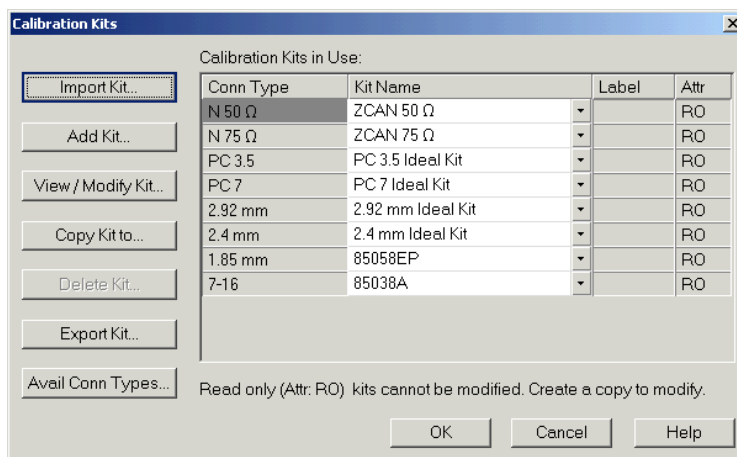 Calibration Kits
Calibration Kits in Use:
Import Kit...
Add Kit...
View / Modify Kit...
Copy Kit to...
Delete Kit...
Export Kit...
Avail Conn Types...
Conn Type Kit Name Label Attr
N 50 Ω ZCAN 50 Ω RO
N 75 Ω ZCAN 75 Ω RO
PC 3.5 PC 3.5 Ideal Kit RO
PC 7 PC 7 Ideal Kit RO
2.92 mm 2.92 mm Ideal Kit RO
2.4 mm 2.4 mm Ideal Kit RO
1.85 mm 85058EP RO
7-16 85038A RO
Read only (Attr: RO) kits cannot be modified. Create a copy to modify.
OK Cancel Help